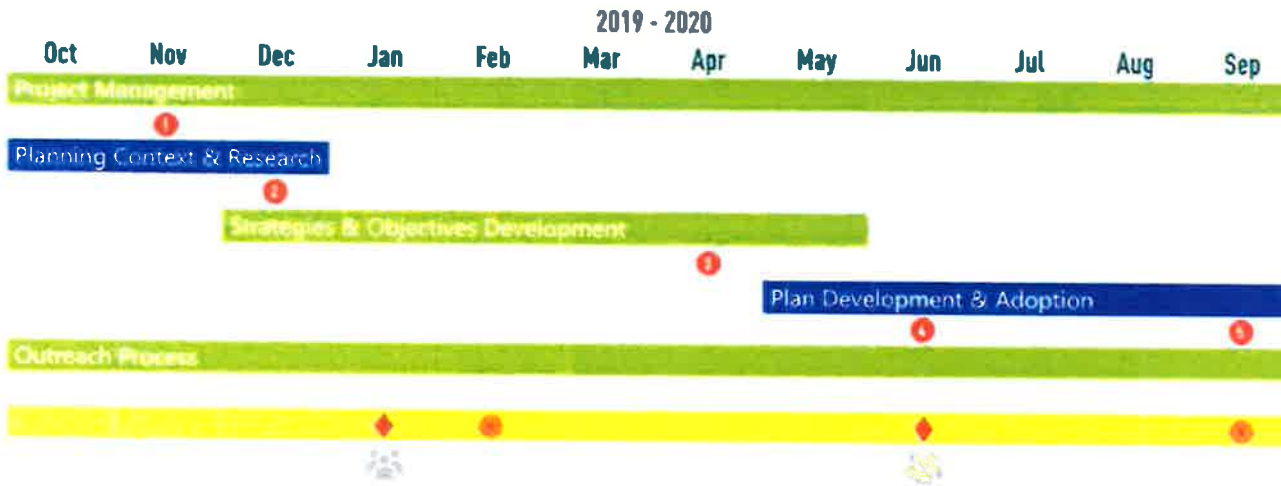 2019 - 2020
Oct Nov Dec Jan Feb Mar Apr May Jun Jul Aug Sep
Project Management
1
Planning Context & Research
2
Strategies & Objectives Development
3
Plan Development & Adoption
4 5
Outreach Process